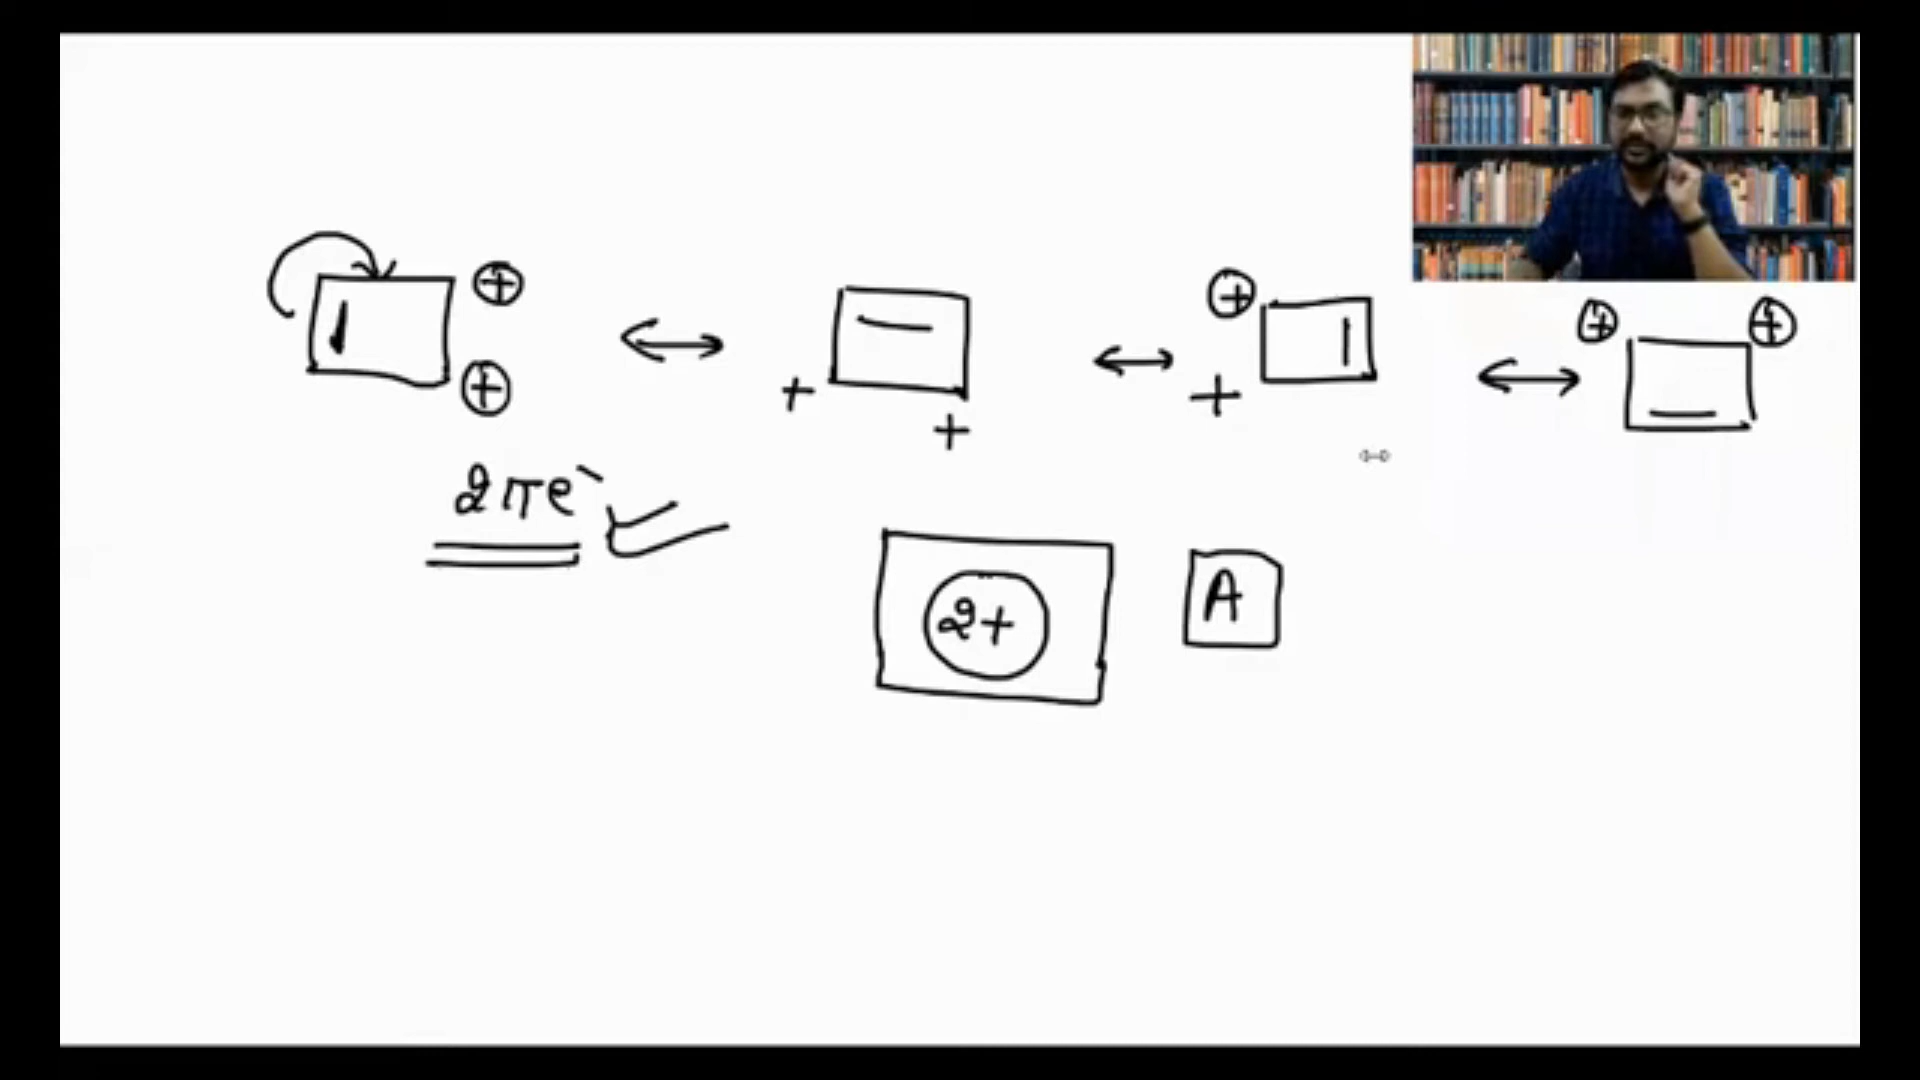 ⊕ ⊕ ⊕ ⊕
⊕ + + +
2πe⁻
2+ A